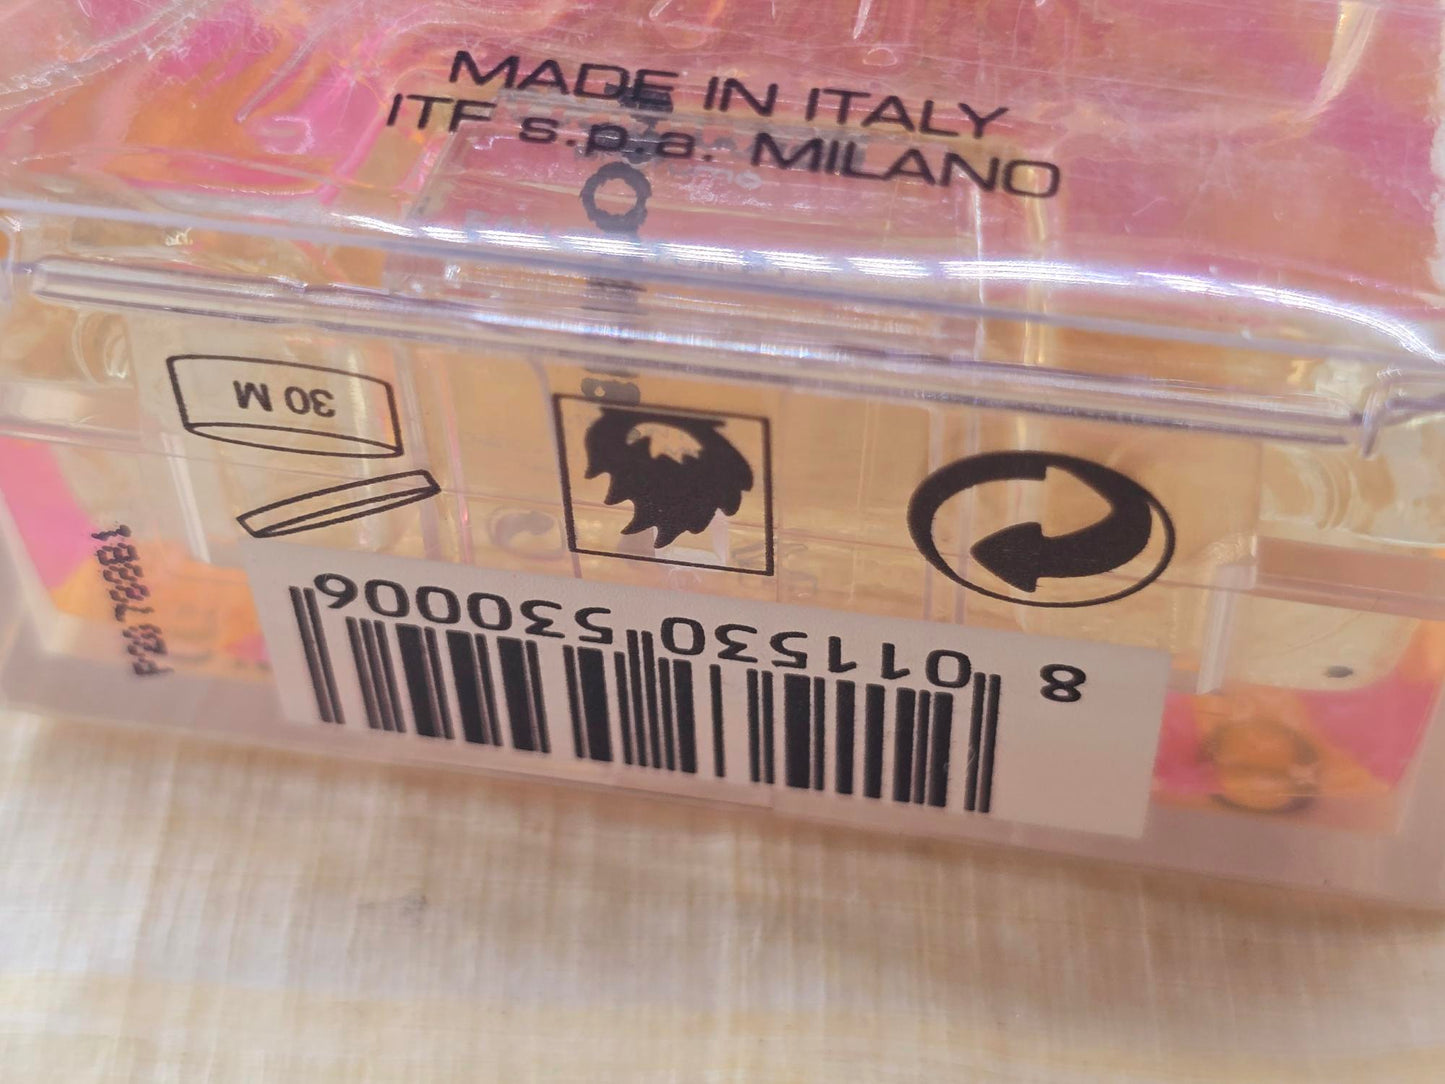 MADE IN ITALY
ITF s.p.a. MILANO
30 M
8 011530 530006